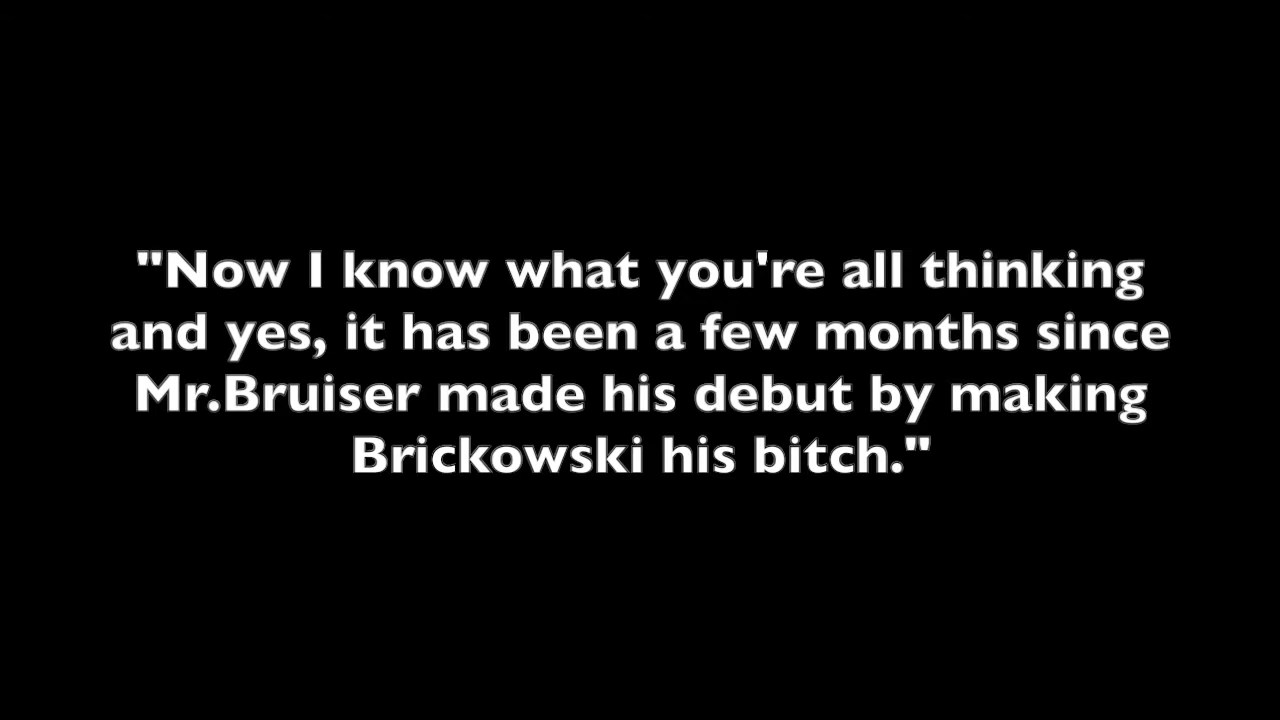 "Now I know what you're all thinking
and yes, it has been a few months since
Mr.Bruiser made his debut by making
Brickowski his bitch."